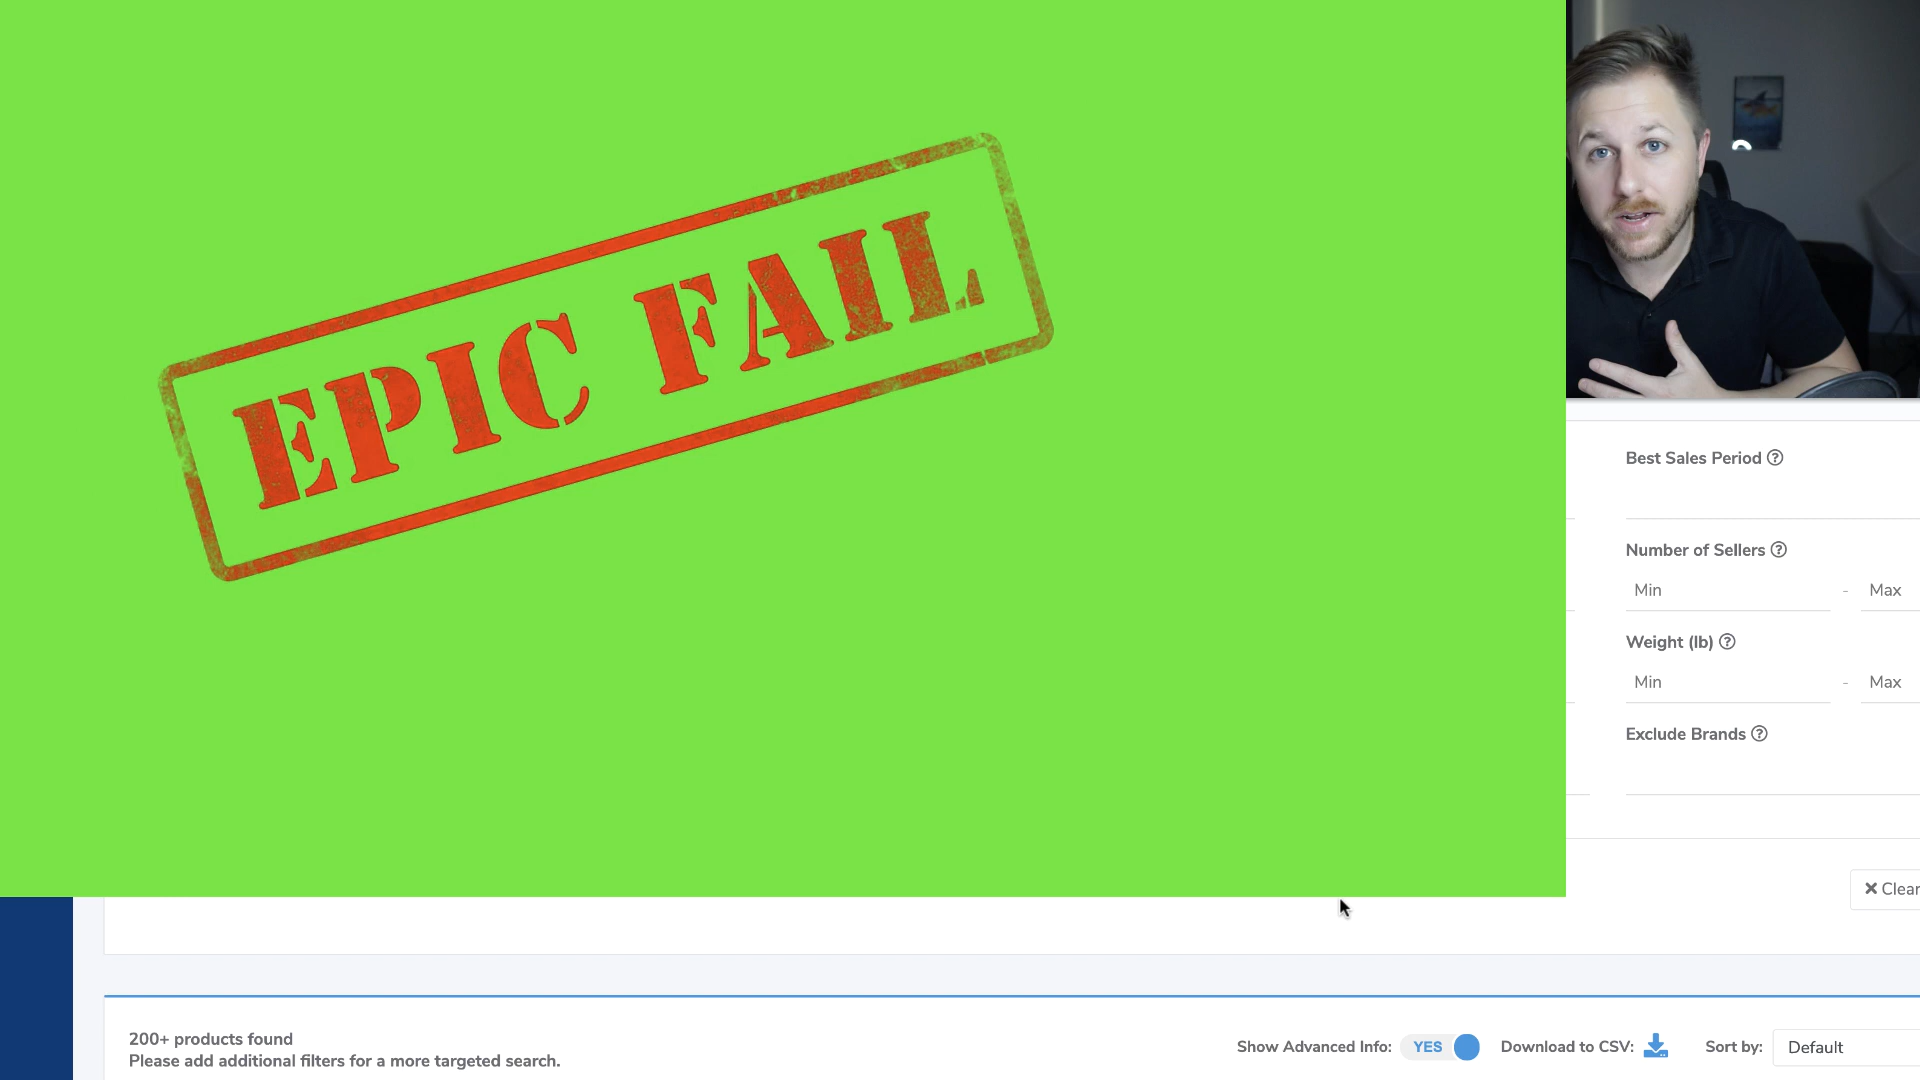 EPIC FAIL
Best Sales Period
Number of Sellers
Min - Max
Weight (lb)
Min - Max
Exclude Brands
Clear
200+ products found
Please add additional filters for a more targeted search.
Show Advanced Info: YES Download to CSV: Sort by: Default